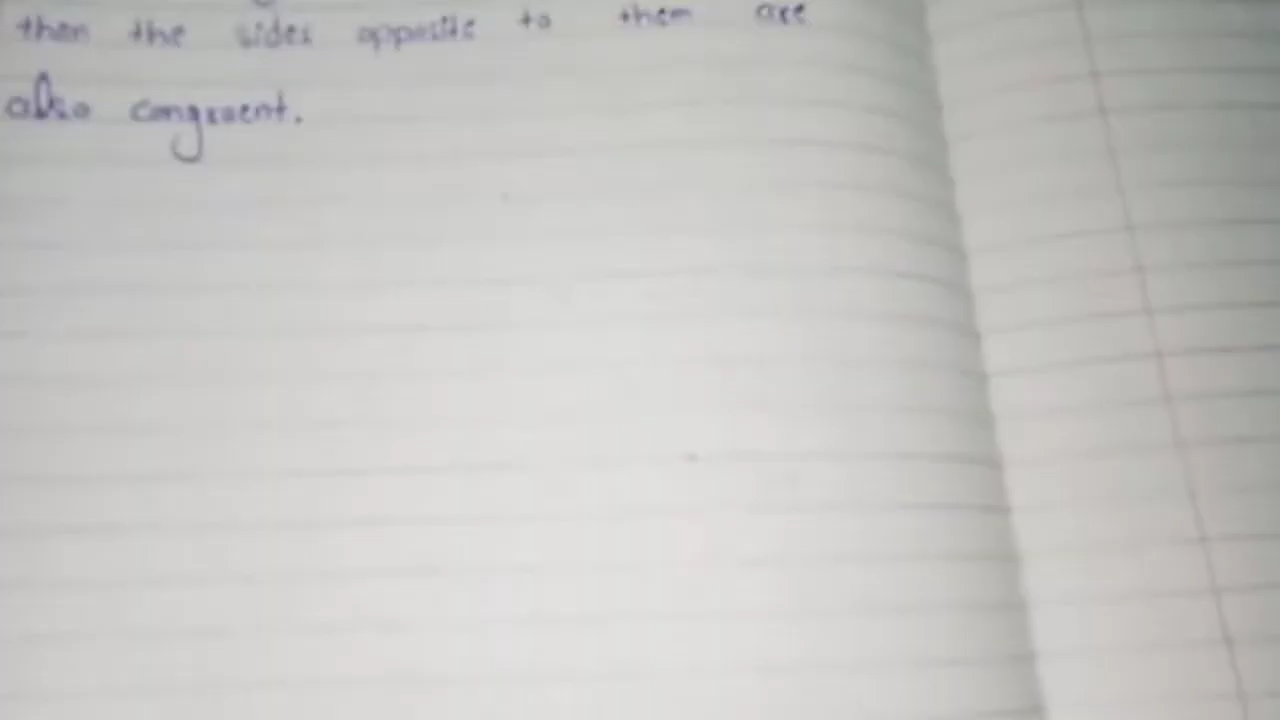 then the sides opposite to them are
also congruent.